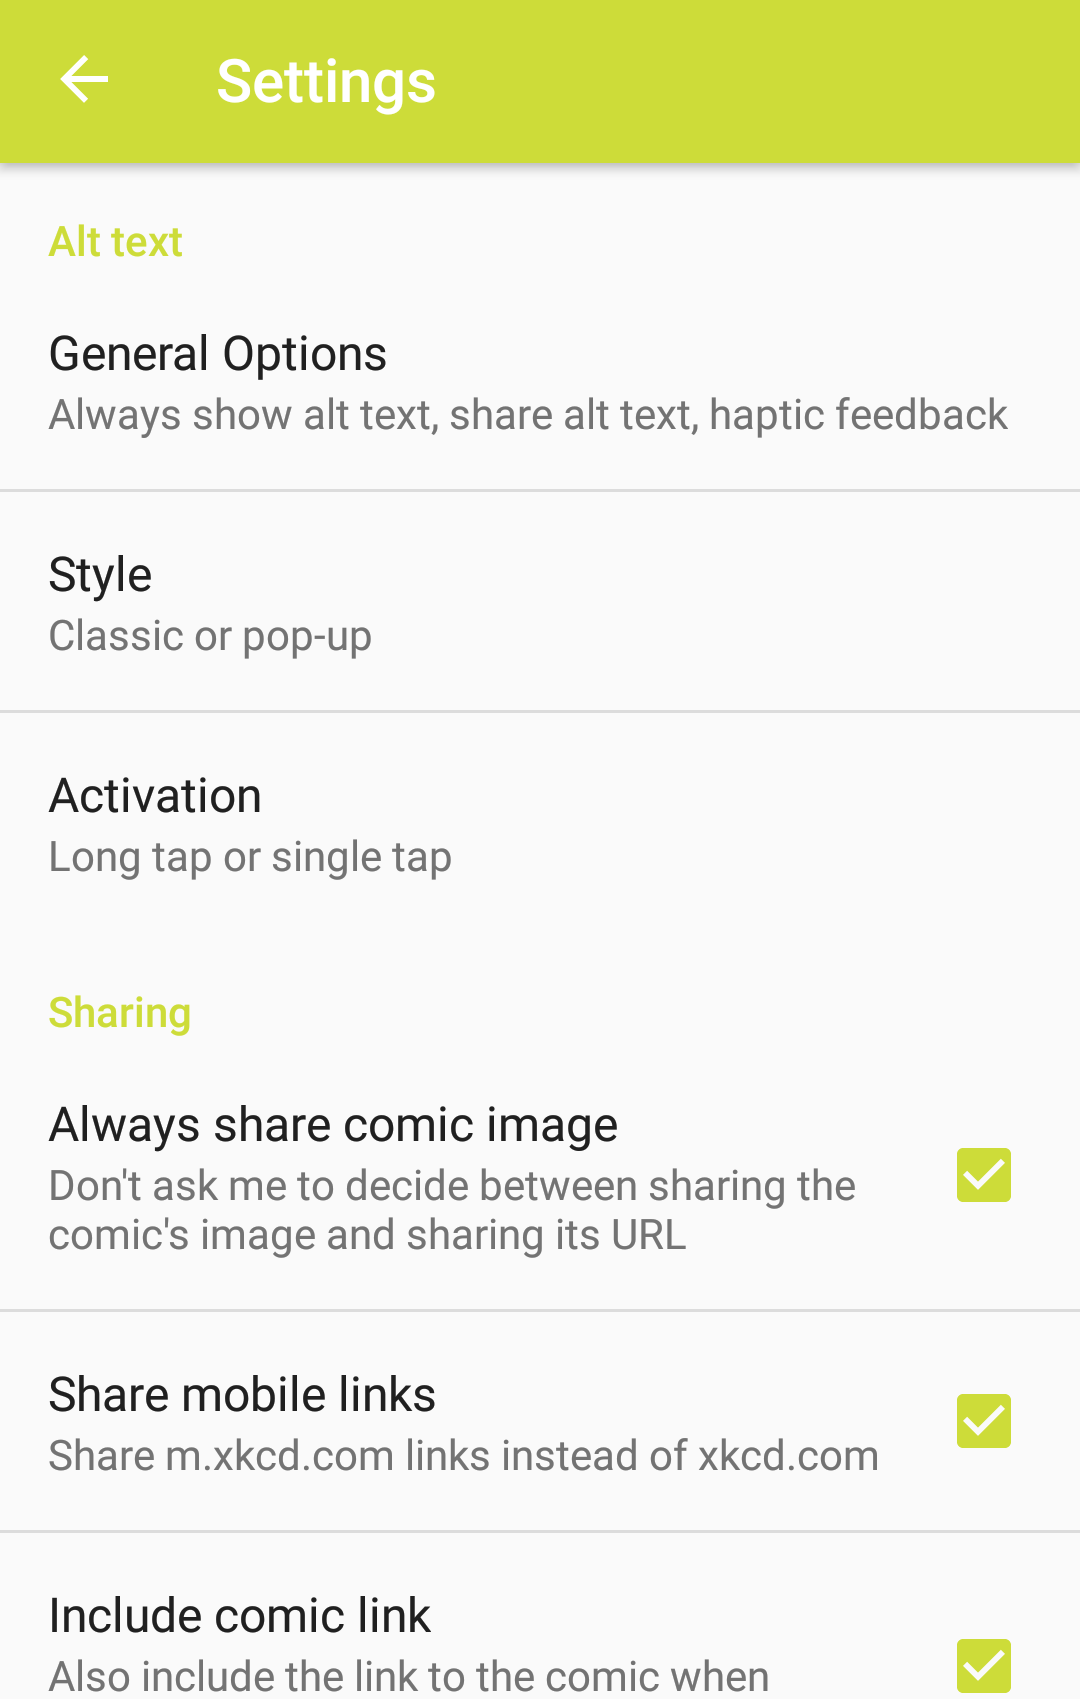 Settings
Alt text
General Options
Always show alt text, share alt text, haptic feedback
Style
Classic or pop-up
Activation
Long tap or single tap
Sharing
Always share comic image
Don't ask me to decide between sharing the
comic's image and sharing its URL
Share mobile links
Share m.xkcd.com links instead of xkcd.com
Include comic link
Also include the link to the comic when